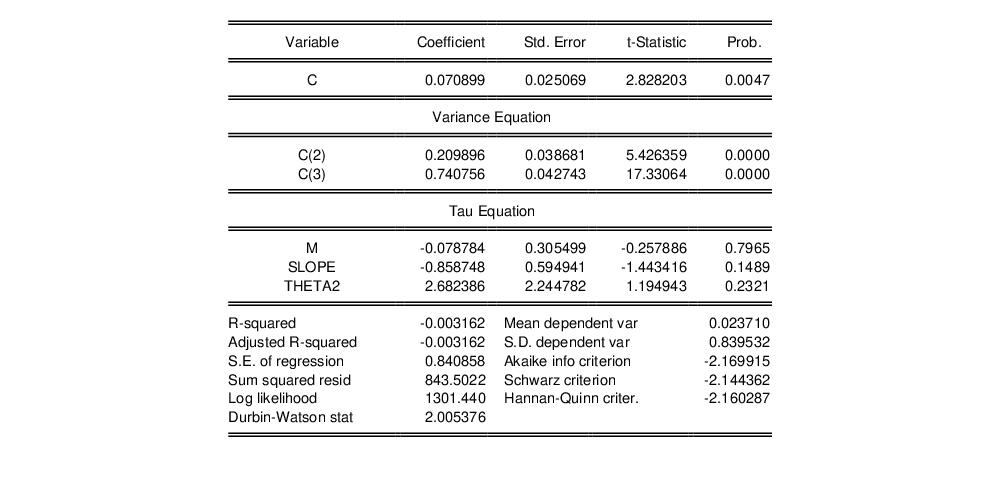 Variable Coefficient Std. Error t-Statistic Prob.
C 0.070899 0.025069 2.828203 0.0047
Variance Equation
C(2) 0.209896 0.038681 5.426359 0.0000
C(3) 0.740756 0.042743 17.33064 0.0000
Tau Equation
M -0.078784 0.305499 -0.257886 0.7965
SLOPE -0.858748 0.594941 -1.443416 0.1489
THETA2 2.682386 2.244782 1.194943 0.2321
R-squared -0.003162 Mean dependent var 0.023710
Adjusted R-squared -0.003162 S.D. dependent var 0.839532
S.E. of regression 0.840858 Akaike info criterion -2.169915
Sum squared resid 843.5022 Schwarz criterion -2.144362
Log likelihood 1301.440 Hannan-Quinn criter. -2.160287
Durbin-Watson stat 2.005376